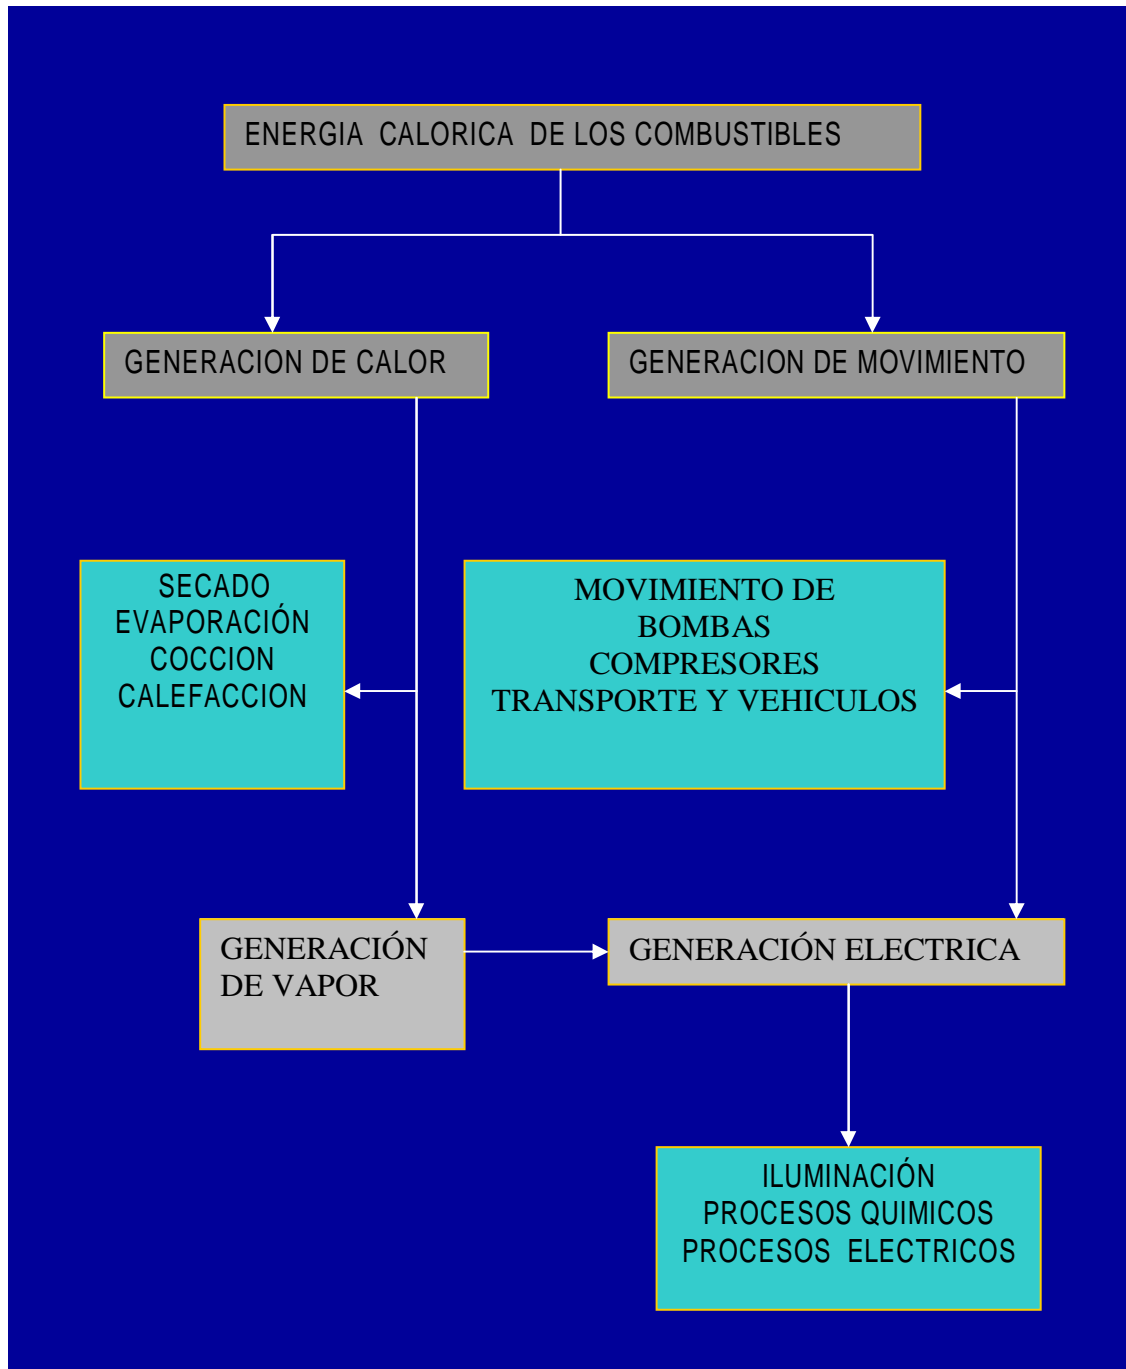 ENERGIA CALORICA DE LOS COMBUSTIBLES
GENERACION DE CALOR
GENERACION DE MOVIMIENTO
SECADO
EVAPORACIÓN
COCCION
CALEFACCION
MOVIMIENTO DE
BOMBAS
COMPRESORES
TRANSPORTE Y VEHICULOS
GENERACIÓN
DE VAPOR
GENERACIÓN ELECTRICA
ILUMINACIÓN
PROCESOS QUIMICOS
PROCESOS ELECTRICOS